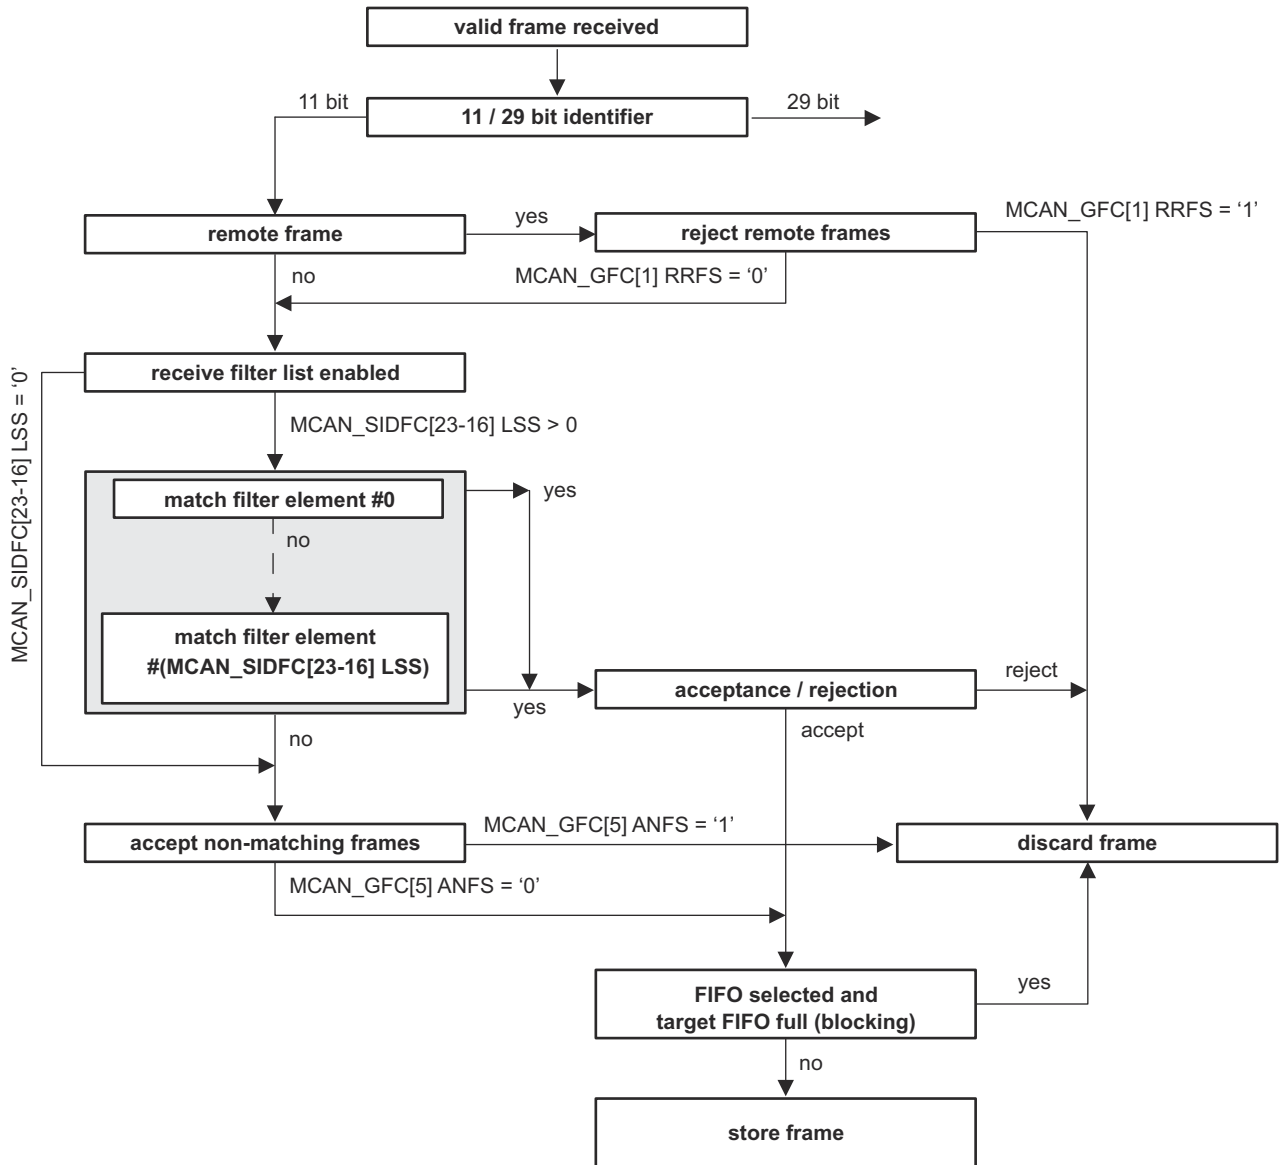 valid frame received
11 bit
11 / 29 bit identifier
29 bit
remote frame
yes
reject remote frames
MCAN_GFC[1] RRFS = ‘1’
no
MCAN_GFC[1] RRFS = ‘0’
receive filter list enabled
MCAN_SIDFC[23-16] LSS = ‘0’
MCAN_SIDFC[23-16] LSS > 0
match filter element #0
yes
no
match filter element
#(MCAN_SIDFC[23-16] LSS)
yes
acceptance / rejection
reject
no
accept
accept non-matching frames
MCAN_GFC[5] ANFS = ‘1’
discard frame
MCAN_GFC[5] ANFS = ‘0’
FIFO selected and
target FIFO full (blocking)
yes
no
store frame